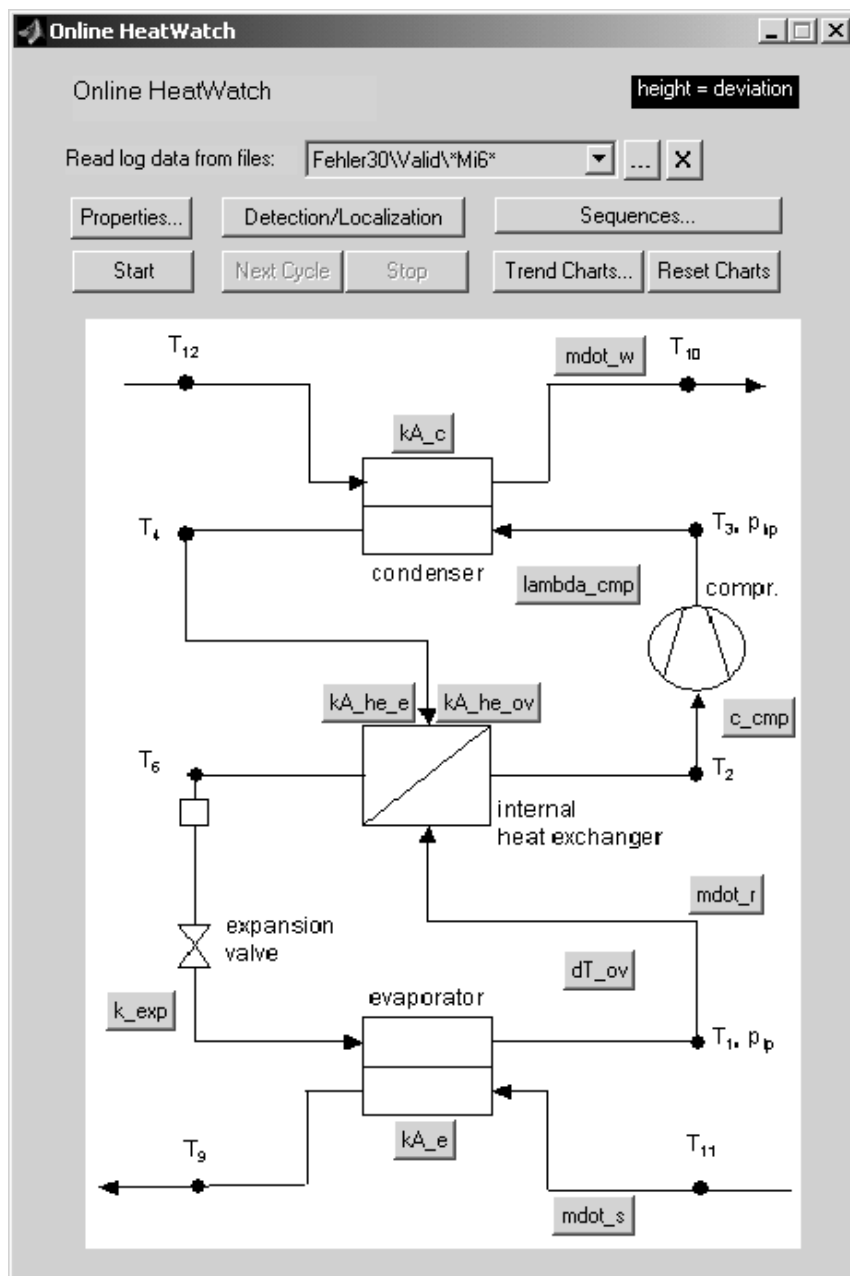 Online HeatWatch
Online HeatWatch
height = deviation
Read log data from files:
Fehler30\Valid\*Mi6*
...
X
Properties...
Detection/Localization
Sequences...
Start
Next Cycle
Stop
Trend Charts...
Reset Charts
T12
mdot_w
T10
kA_c
T4
T3, php
condenser
lambda_cmp
compr.
kA_he_e
kA_he_ov
c_cmp
T6
T2
internal
heat exchanger
mdot_r
expansion
valve
dT_ov
evaporator
k_exp
T1, plp
kA_e
T9
T11
mdot_s